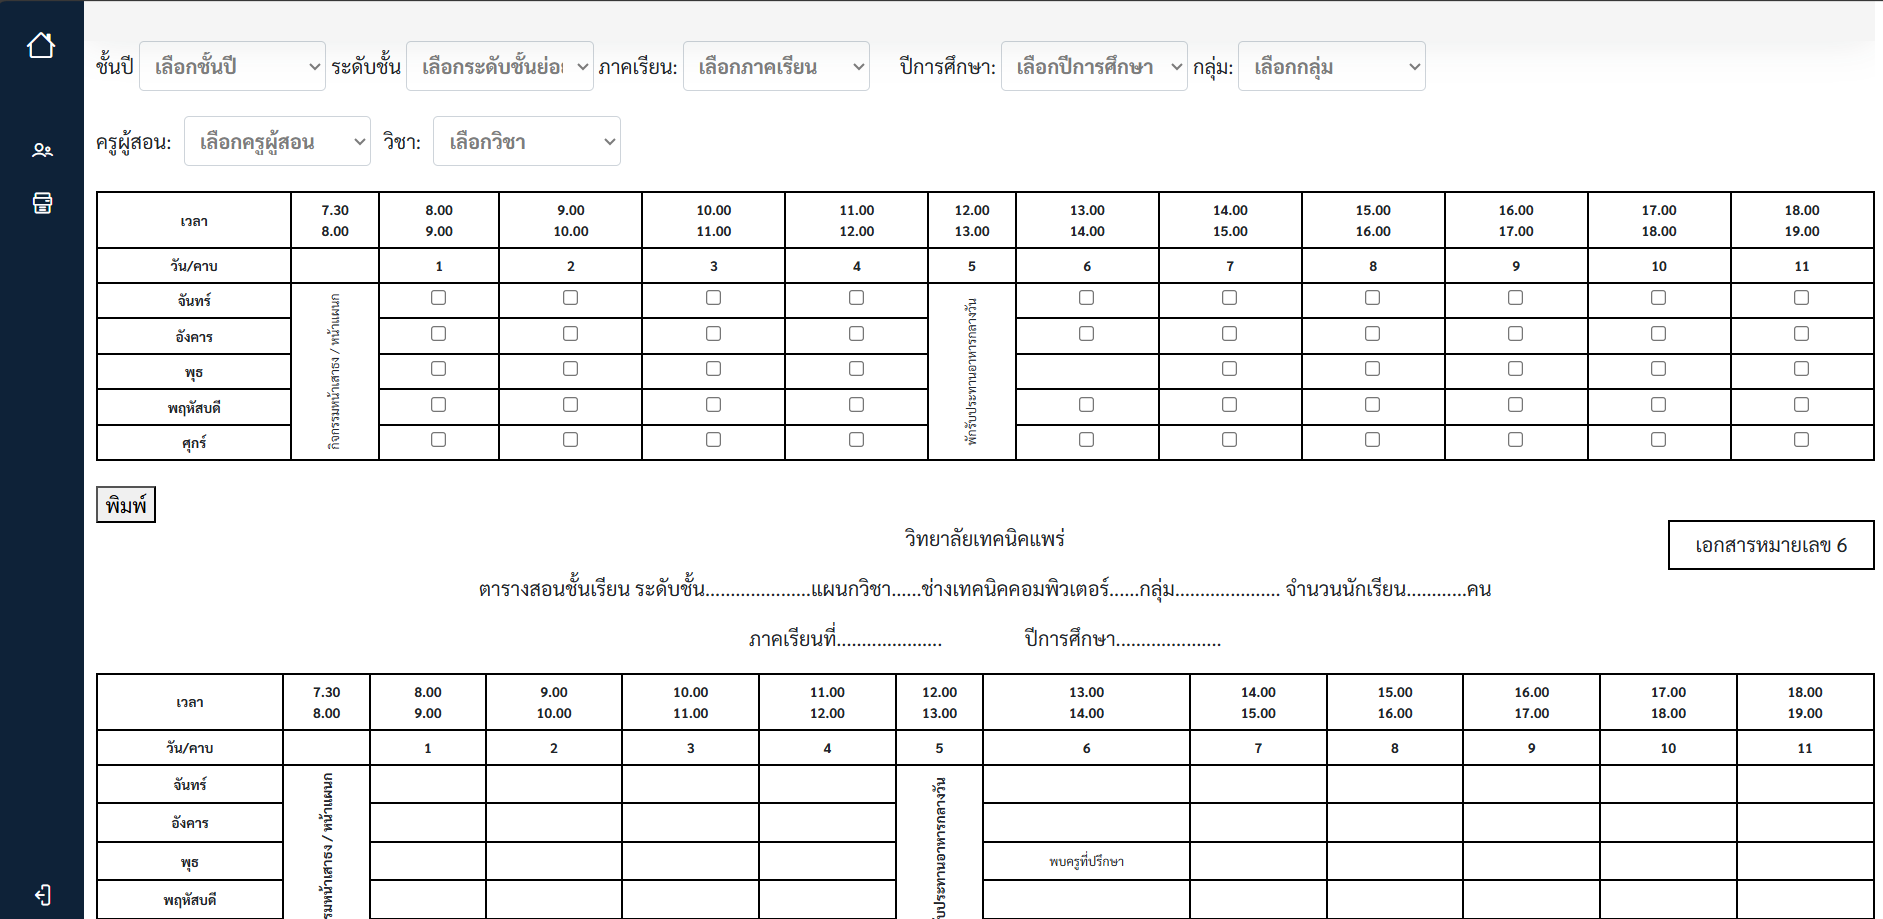 ชั้นปี เลือกชั้นปี ระดับชั้น เลือกระดับชั้นย่อย ภาคเรียน: เลือกภาคเรียน ปีการศึกษา: เลือกปีการศึกษา กลุ่ม: เลือกกลุ่ม
ครูผู้สอน: เลือกครูผู้สอน วิชา: เลือกวิชา
เวลา 7.30 8.00 9.00 10.00 11.00 12.00 13.00 14.00 15.00 16.00 17.00 18.00
8.00 9.00 10.00 11.00 12.00 13.00 14.00 15.00 16.00 17.00 18.00 19.00
วัน/คาบ 1 2 3 4 5 6 7 8 9 10 11
กิจกรรมหน้าเสาธง / หน้าแผนก
พักรับประทานอาหารกลางวัน
จันทร์
อังคาร
พุธ
พฤหัสบดี
ศุกร์
พิมพ์
วิทยาลัยเทคนิคแพร่
เอกสารหมายเลข 6
ตารางสอนชั้นเรียน ระดับชั้น.....................แผนกวิชา......ช่างเทคนิคคอมพิวเตอร์......กลุ่ม..................... จำนวนนักเรียน............คน
ภาคเรียนที่..................... ปีการศึกษา.....................
เวลา 7.30 8.00 9.00 10.00 11.00 12.00 13.00 14.00 15.00 16.00 17.00 18.00
8.00 9.00 10.00 11.00 12.00 13.00 14.00 15.00 16.00 17.00 18.00 19.00
วัน/คาบ 1 2 3 4 5 6 7 8 9 10 11
รมหน้าเสาธง / หน้าแผนก
บประทานอาหารกลางวัน
จันทร์
อังคาร
พุธ พบครูที่ปรึกษา
พฤหัสบดี